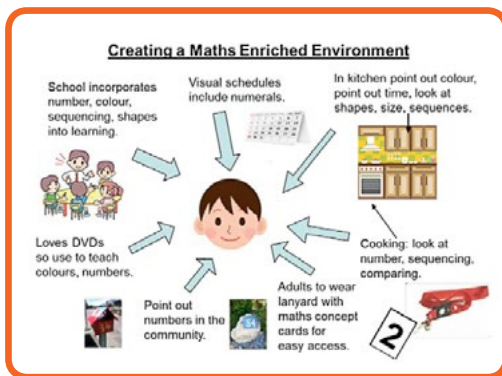 Creating a Maths Enriched Environment
School incorporates
number, colour,
sequencing, shapes
into learning.
Visual schedules
include numerals.
In kitchen point out colour,
point out time, look at
shapes, size, sequences.
Loves DVDs
so use to teach
colours, numbers.
Point out
numbers in the
community.
Adults to wear
lanyard with
maths concept
cards for
easy access.
Cooking: look at
number, sequencing,
comparing.
2